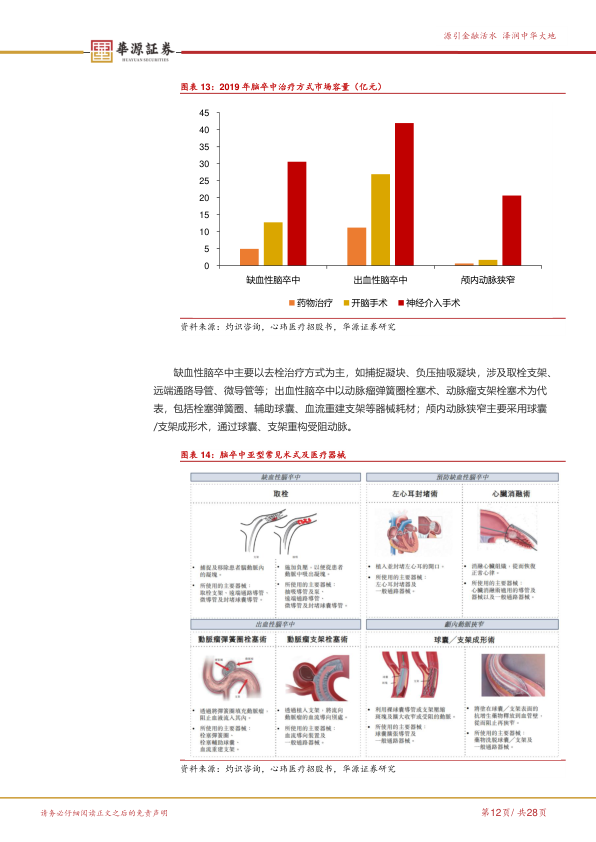 源引金融活水 泽润中华大地
華源証券
HUAYUAN SECURITIES
图表 13：2019 年脑卒中治疗方式市场容量（亿元）
45
40
35
30
25
20
15
10
5
0
缺血性脑卒中 出血性脑卒中 颅内动脉狭窄
药物治疗 开脑手术 神经介入手术
资料来源：灼识咨询，心玮医疗招股书，华源证券研究
缺血性脑卒中主要以去栓治疗方式为主，如捕捉凝块、负压抽吸凝块，涉及取栓支架、
远端通路导管、微导管等；出血性脑卒中以动脉瘤弹簧圈栓塞术、动脉瘤支架栓塞术为代
表，包括栓塞弹簧圈、辅助球囊、血流重建支架等器械耗材；颅内动脉狭窄主要采用球囊
/支架成形术，通过球囊、支架重构受阻动脉。
图表 14：脑卒中亚型常见术式及医疗器械
缺血性腦卒中
取栓
• 捕捉及移除患者腦動脈內
的凝塊。
• 所使用的主要器械：
取栓支架、遠端通路導管、
微導管及封堵球囊導管
• 施加負壓，以便從患者
動脈中吸出凝塊。
• 所使用的主要器械：
抽吸導管及泵、
遠端通路導管、
微導管及封堵球囊導管
預防缺血性腦卒中
左心耳封堵術 心臟消融術
• 植入並封堵左心耳的開口。
• 所使用的主要器械：
左心耳封堵器及
一般通路器械。
• 消融心臟組織，從而恢復
正常心律。
• 所使用的主要器械：
心臟消融術適用的導管及
器械以及一般通路器械。
出血性腦卒中
動脈瘤彈簧圈栓塞術 動脈瘤支架栓塞術
• 透過將彈簧圈填充動脈瘤，
阻止血液流入其內。
• 所使用的主要器械：
栓塞彈簧圈、
栓塞輔助球囊、
血流重建支架。
• 透過植入支架，將流向
動脈瘤的血流導向別處。
• 所使用的主要器械：
血流導向裝置及
一般通路器械。
顱內動脈狹窄
球囊／支架成形術
• 利用裸球囊導管或支架壓縮
斑塊及擴大收窄或受阻的動脈。
• 所使用的主要器械：
球囊擴張導管及
一般通路器械。
• 將塗在球囊／支架表面的
抗增生藥物釋放到血管壁，
從而阻止再狹窄。
• 所使用的主要器械：
藥物洗脫球囊／支架及
一般通路器械。
资料来源：灼识咨询，心玮医疗招股书，华源证券研究
请务必仔细阅读正文之后的免责声明
第12页/ 共28页